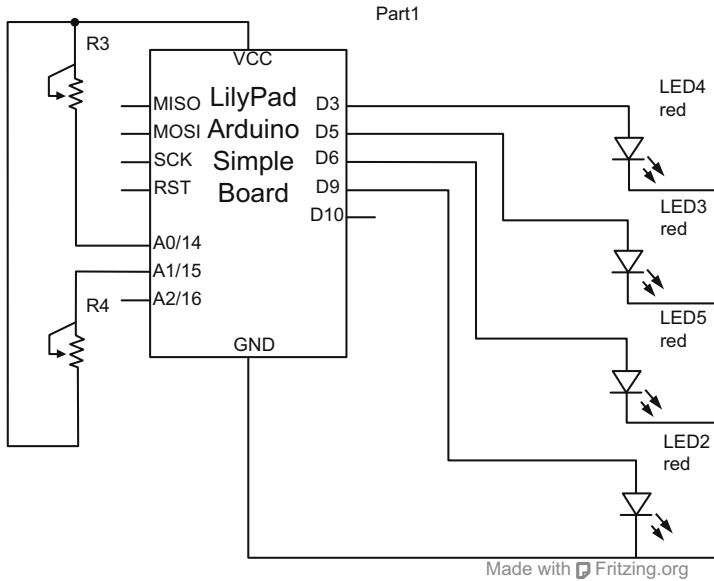 Part1
R3
VCC
MISO
MOSI
SCK
RST
LilyPad
Arduino
Simple
Board
D3
D5
D6
D9
D10
A0/14
A1/15
A2/16
R4
GND
LED4
red
LED3
red
LED5
red
LED2
red
Made with Fritzing.org